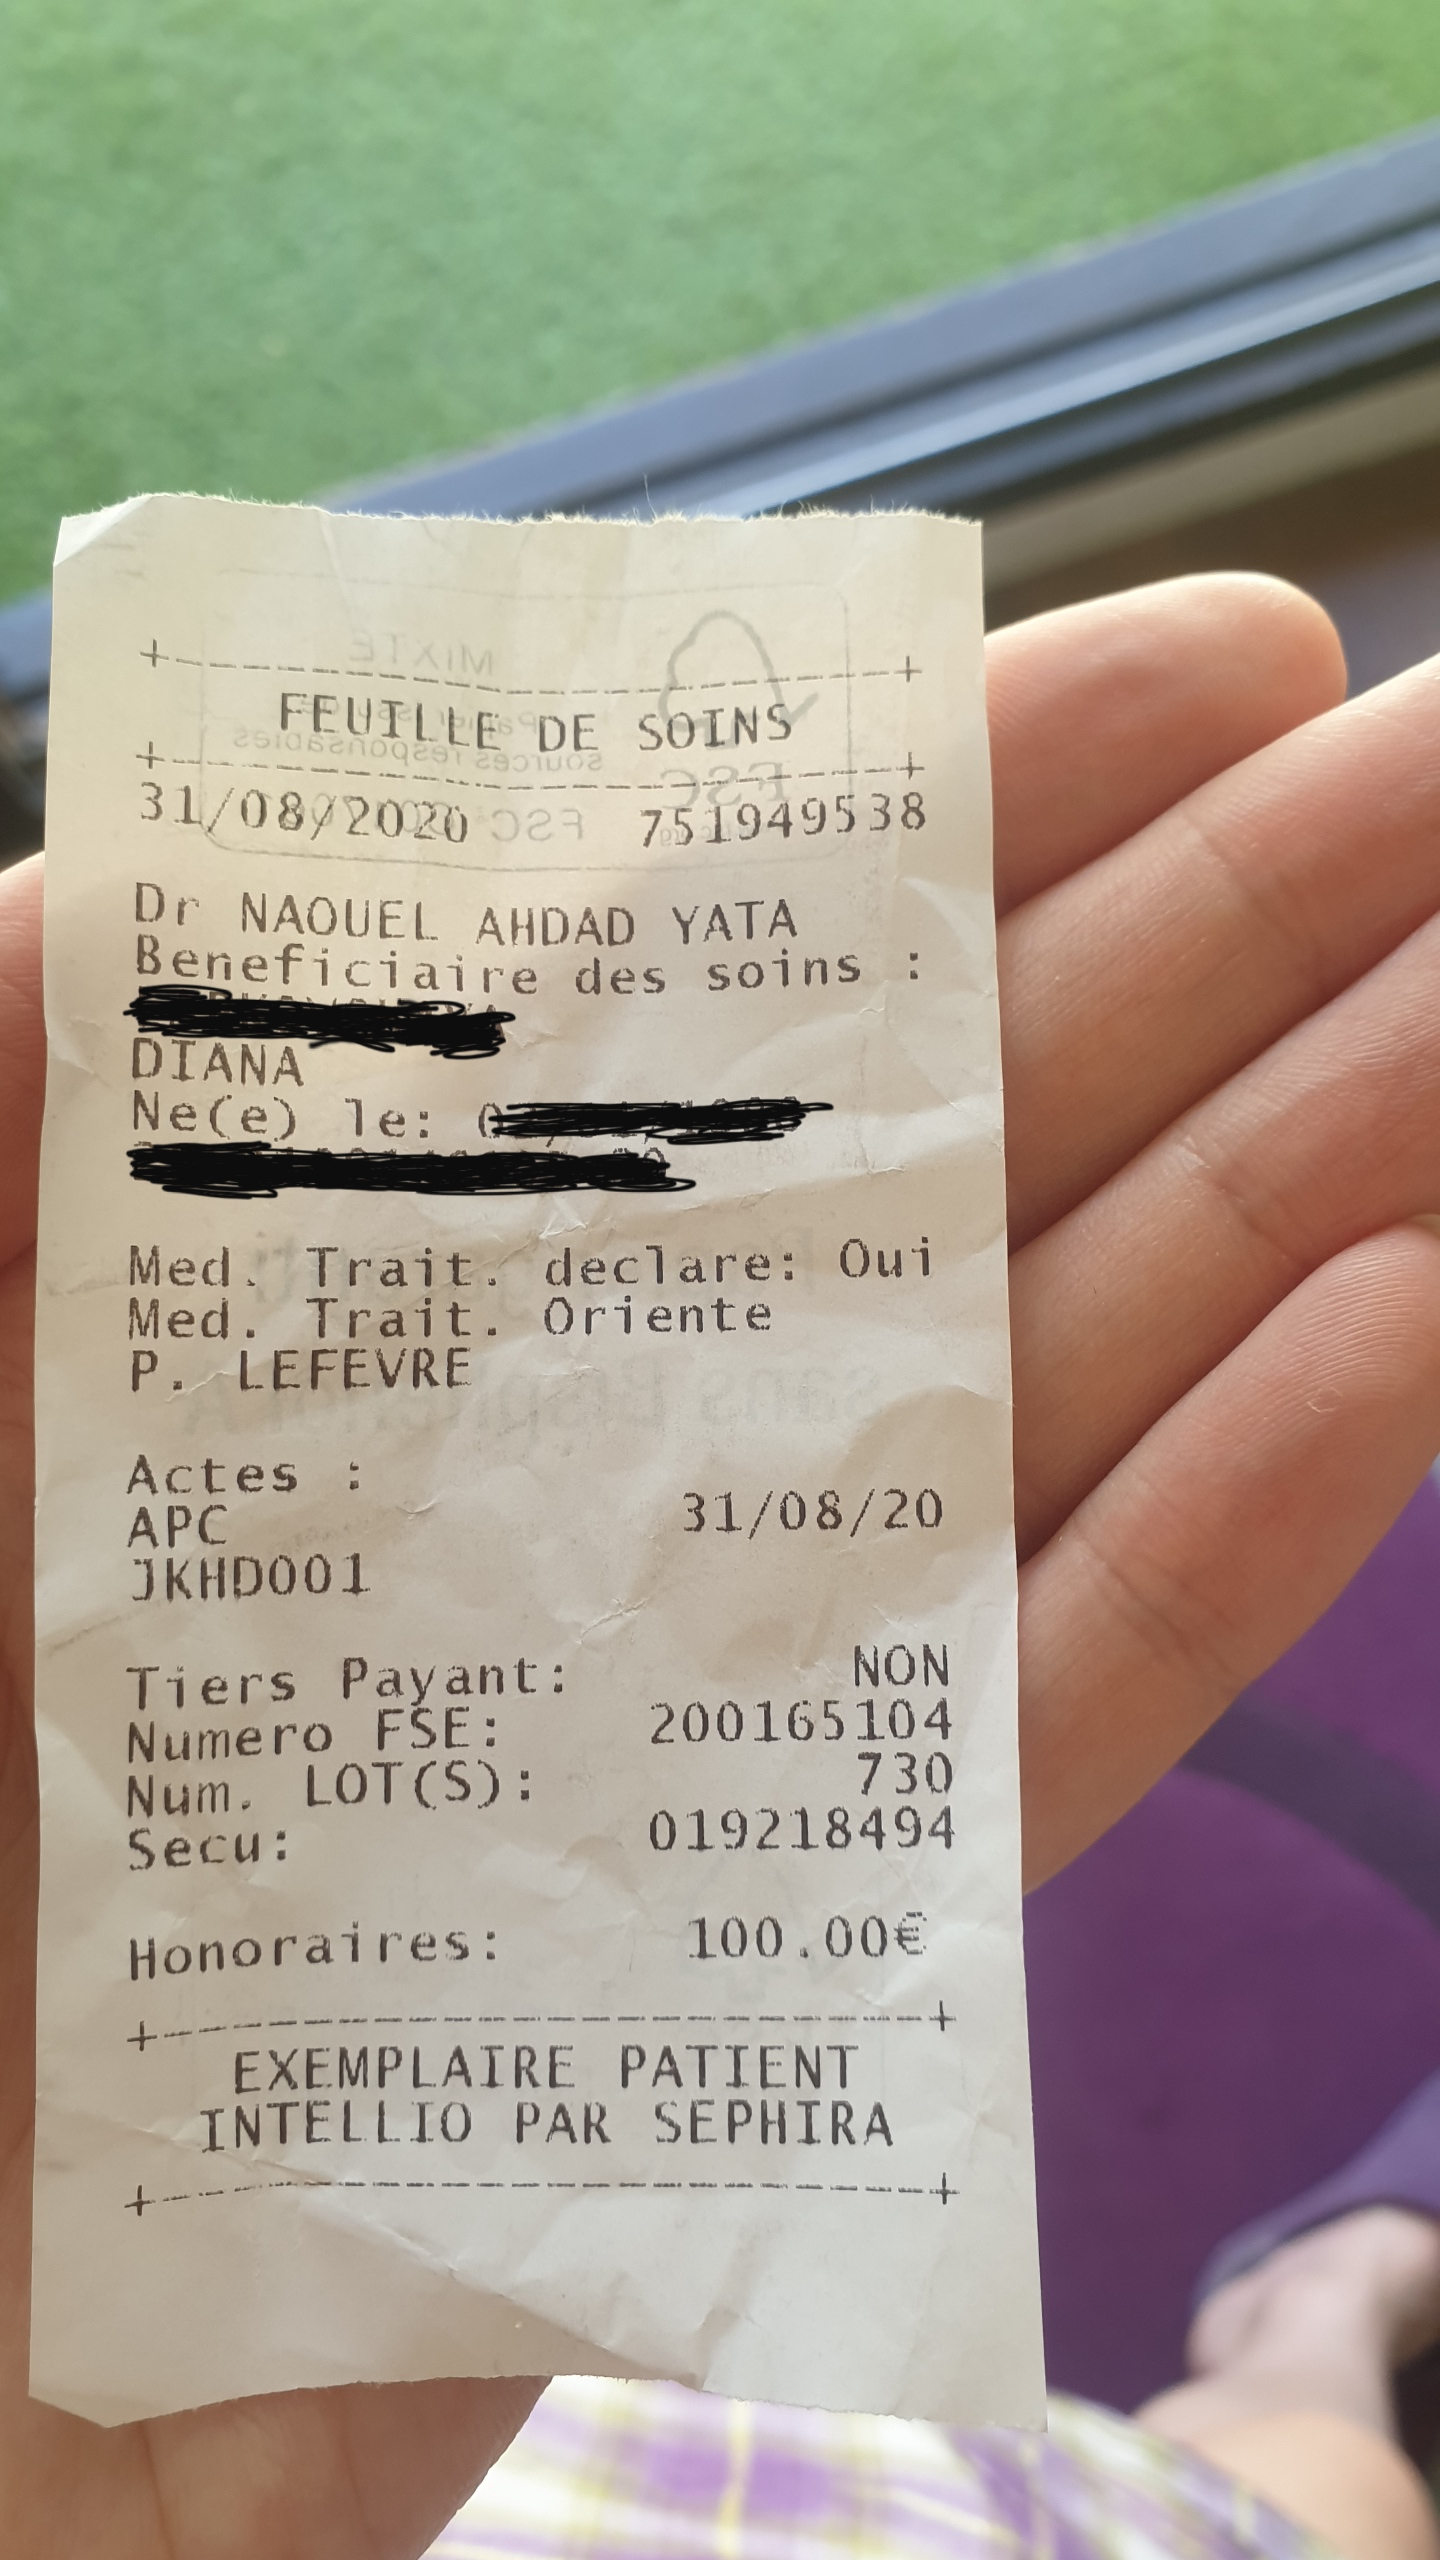 FEUILLE DE SOINS
31/08/2020 751949538
Dr NAOUEL AHDAD YATA
Beneficiaire des soins :
DIANA
Ne(e) le: 0
Med. Trait. declare: Oui
Med. Trait. Oriente
P. LEFEVRE
Actes :
APC 31/08/20
JKHD001
Tiers Payant: NON
Numero FSE: 200165104
Num. LOT(S): 730
Secu: 019218494
Honoraires: 100.00€
EXEMPLAIRE PATIENT
INTELLIO PAR SEPHIRA